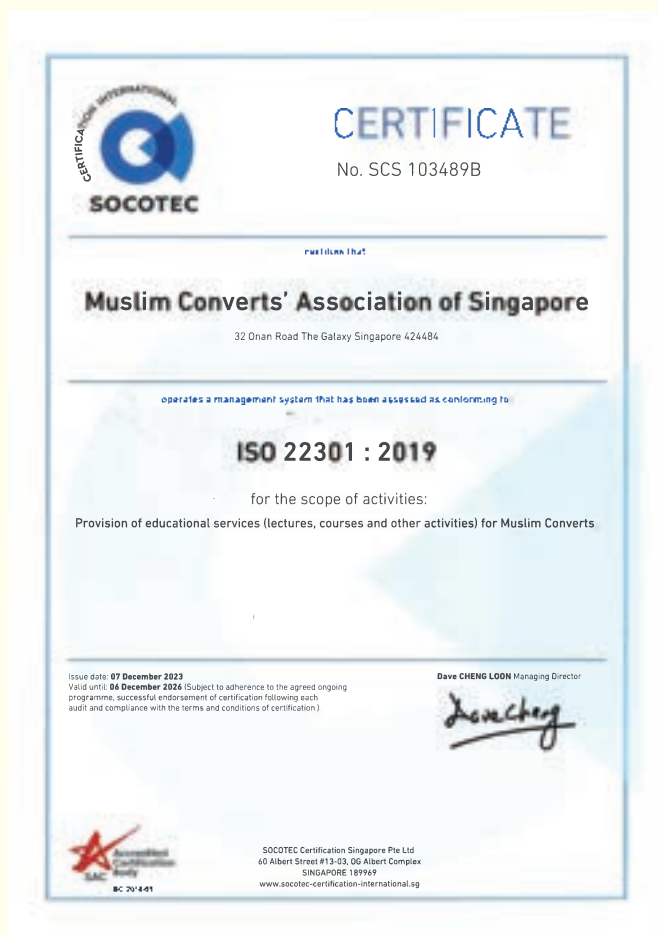 CERTIFICATION INTERNATIONAL
SOCOTEC
CERTIFICATE
No. SCS 103489B
certifies that
Muslim Converts' Association of Singapore
32 Onan Road The Galaxy Singapore 424484
operates a management system that has been assessed as conforming to
ISO 22301 : 2019
for the scope of activities:
Provision of educational services (lectures, courses and other activities) for Muslim Converts
Issue date: 07 December 2023
Valid until: 06 December 2026 (Subject to adherence to the agreed ongoing
programme, successful endorsement of certification following each
audit and compliance with the terms and conditions of certification.)
Dave CHENG LOON Managing Director
Dave Cheng
SAC
Accredited
Certification
Body
SOCOTEC Certification Singapore Pte Ltd
60 Albert Street #13-03, OG Albert Complex
SINGAPORE 189969
www.socotec-certification-international.sg